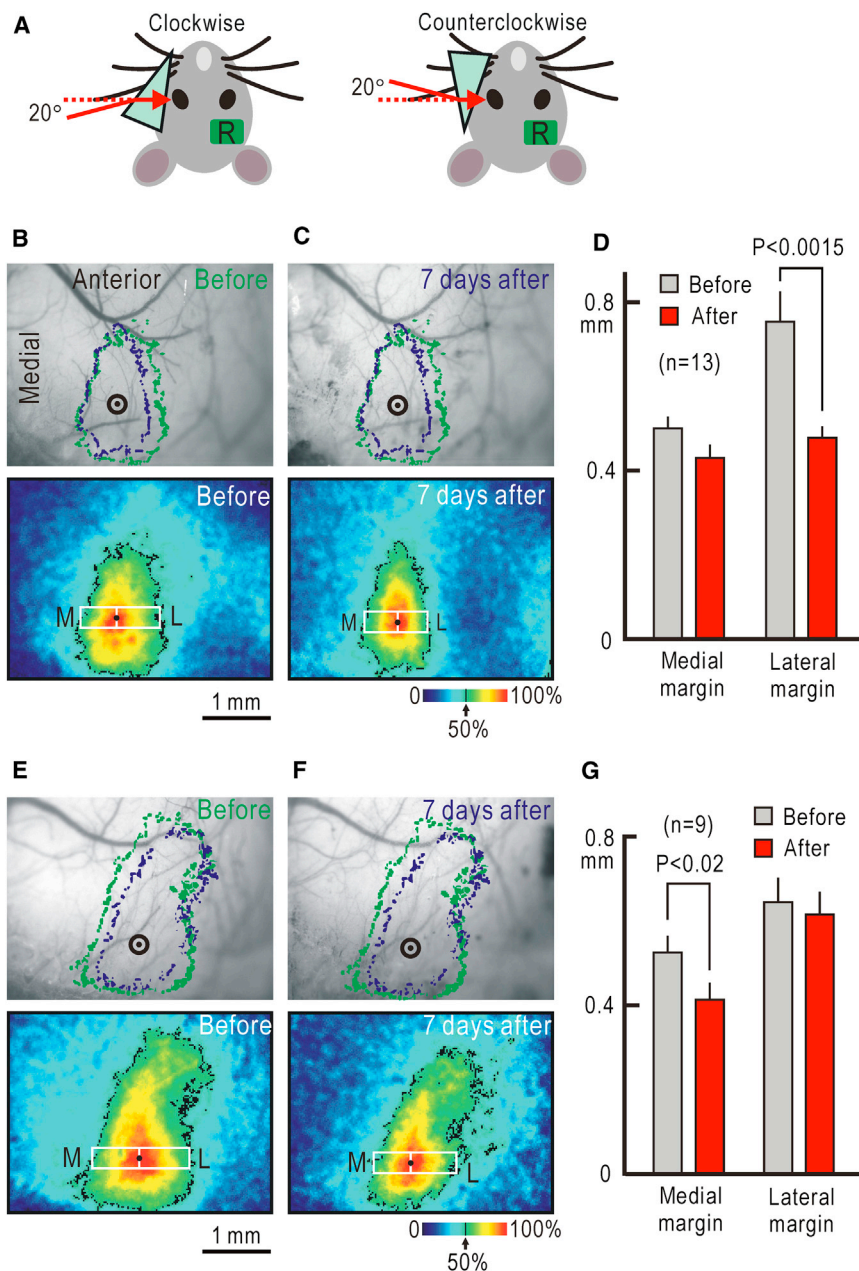 A
Clockwise
Counterclockwise
20°
20°
R
R
B
C
D
Anterior
Before
Medial
7 days after
P<0.0015
0.8
mm
Before
After
(n=13)
0.4
0
Medial
margin
Lateral
margin
Before
M
L
7 days after
M
L
1 mm
0
100%
50%
E
F
G
Before
7 days after
0.8
mm
(n=9)
P<0.02
Before
After
0.4
0
Medial
margin
Lateral
margin
Before
M
L
7 days after
M
L
1 mm
0
100%
50%